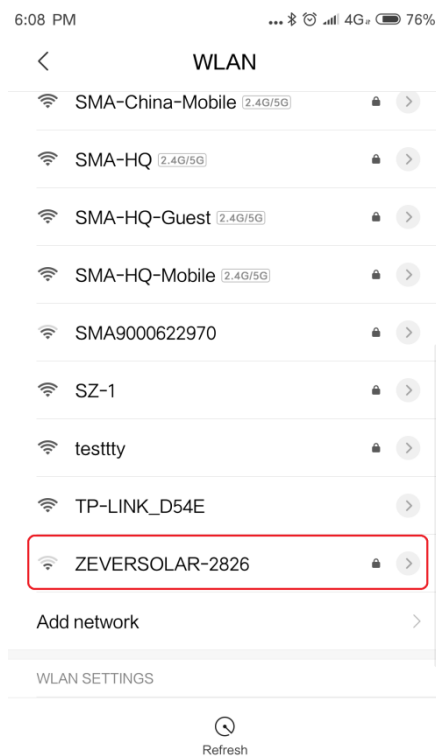 6:08 PM ... 4G 76%
WLAN
SMA-China-Mobile 2.4G/5G
SMA-HQ 2.4G/5G
SMA-HQ-Guest 2.4G/5G
SMA-HQ-Mobile 2.4G/5G
SMA9000622970
SZ-1
testtty
TP-LINK_D54E
ZEVERSOLAR-2826
Add network
WLAN SETTINGS
Refresh